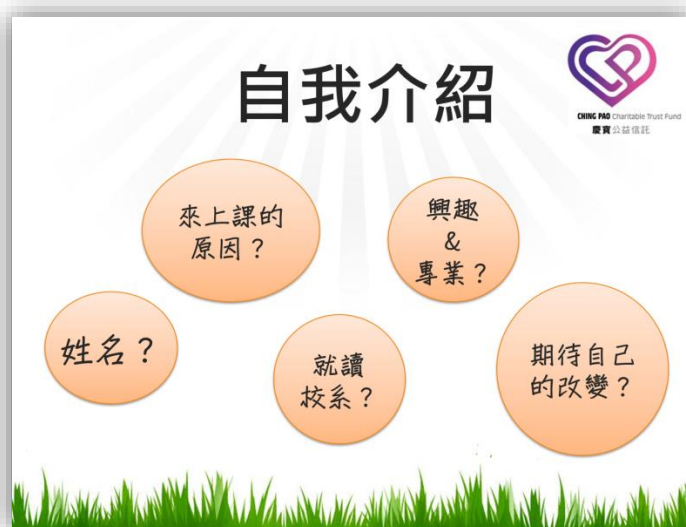 自我介紹
CHING PAO Charitable Trust Fund
慶寶公益信託
來上課的
原因？
興趣
&
專業？
姓名？
就讀
校系？
期待自己
的改變？